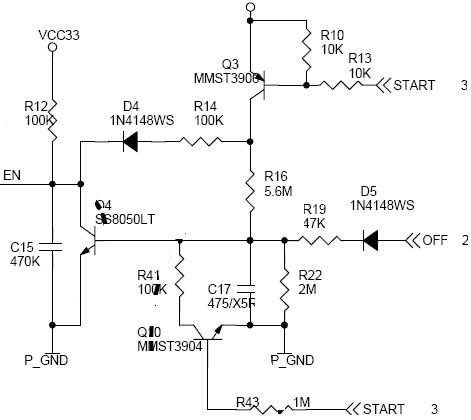 VCC33
R10
10K
R13
10K
Q3
MMST3906
START 3
R12
100K
D4
1N4148WS
R14
100K
EN
R16
5.6M
D5
1N4148WS
Q4
SS8050LT
R19
47K
OFF 2
C15
470K
R41
100K
C17
475/X5R
R22
2M
Q10
MMST3904
P_GND
P_GND
R43 1M
START 3